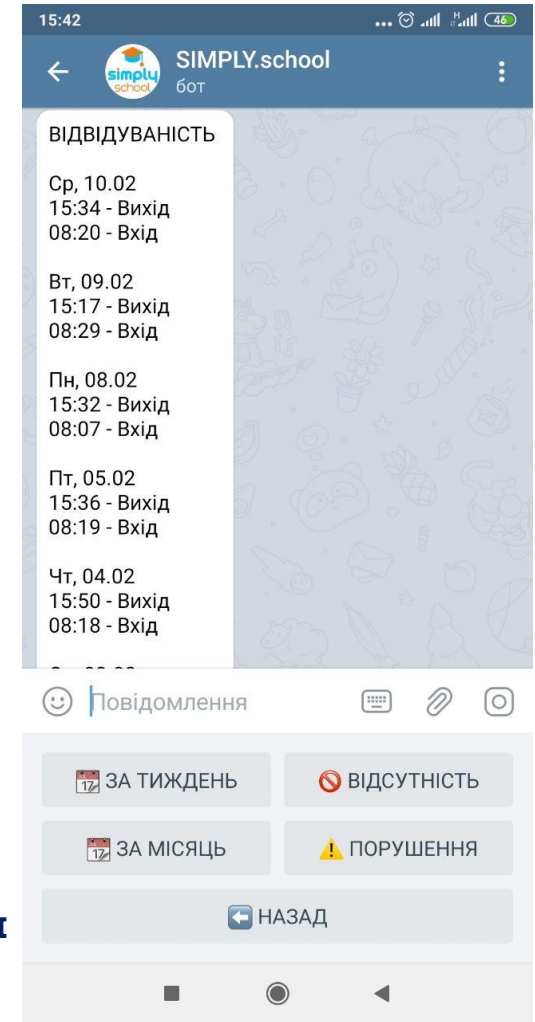 15:42
46
SIMPLY.school
simply
school
бот
ВІДВІДУВАНІСТЬ
Ср, 10.02
15:34 - Вихід
08:20 - Вхід
Вт, 09.02
15:17 - Вихід
08:29 - Вхід
Пн, 08.02
15:32 - Вихід
08:07 - Вхід
Пт, 05.02
15:36 - Вихід
08:19 - Вхід
Чт, 04.02
15:50 - Вихід
08:18 - Вхід
Повідомлення
17 ЗА ТИЖДЕНЬ
ВІДСУТНІСТЬ
17 ЗА МІСЯЦЬ
ПОРУШЕННЯ
НАЗАД